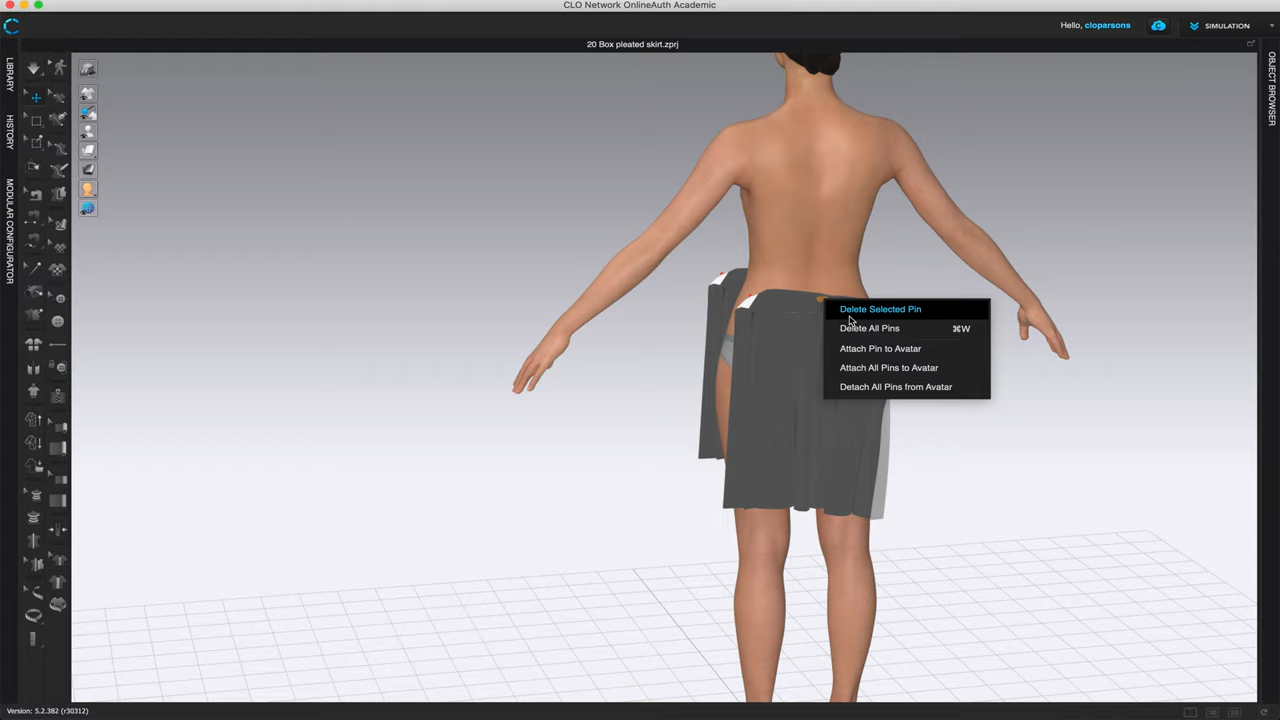 CLO Network OnlineAuth Academic
Hello, cloparsons
SIMULATION
20 Box pleated skirt.zprj
LIBRARY
HISTORY
MODULAR CONFIGURATOR
OBJECT BROWSER
Delete Selected Pin
Delete All Pins ⌘W
Attach Pin to Avatar
Attach All Pins to Avatar
Detach All Pins from Avatar
Version: 5.2.382 (r30312)